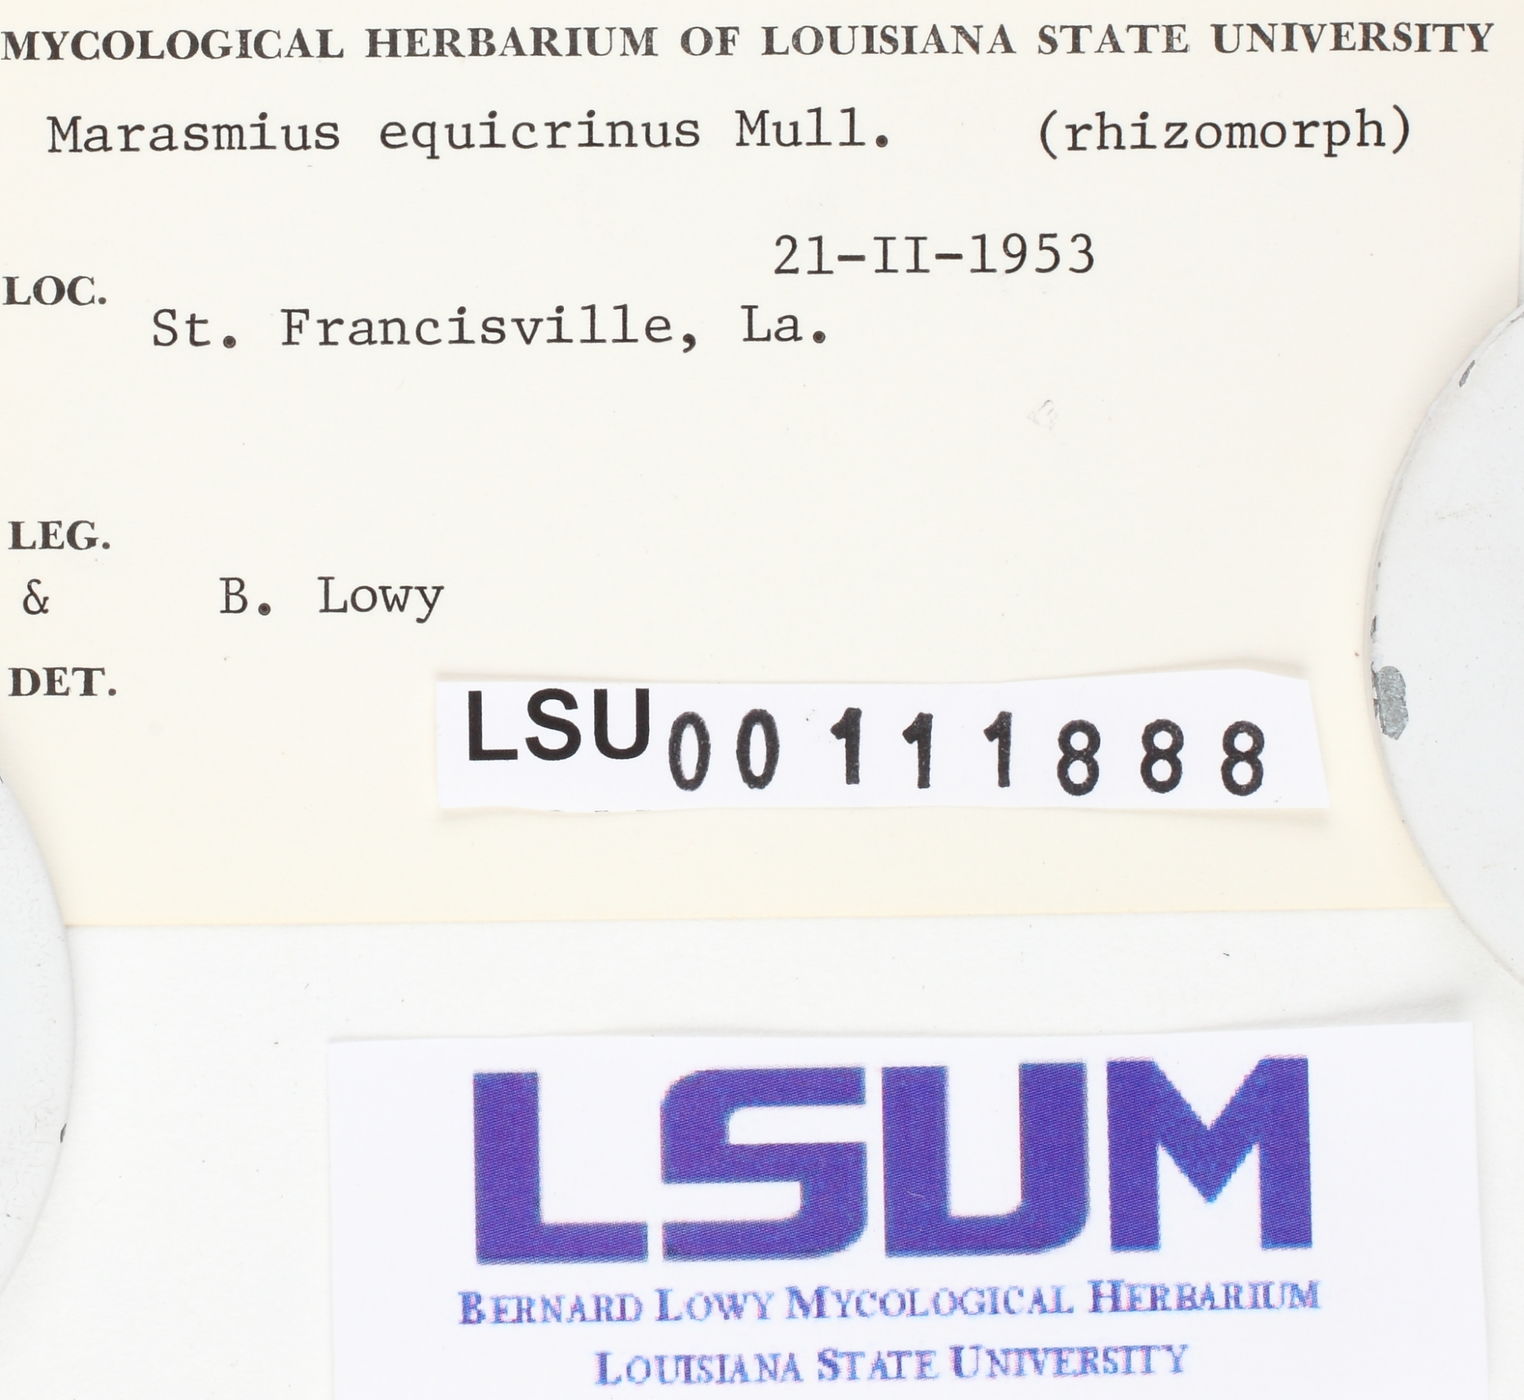 MYCOLOGICAL HERBARIUM OF LOUISIANA STATE UNIVERSITY
Marasmius equicrinus Mull. (rhizomorph)
21-II-1953
LOC.
St. Francisville, La.
LEG.
& B. Lowy
DET.
LSU00111888
LSUM
BERNARD LOWY MYCOLOGICAL HERBARIUM
LOUISIANA STATE UNIVERSITY